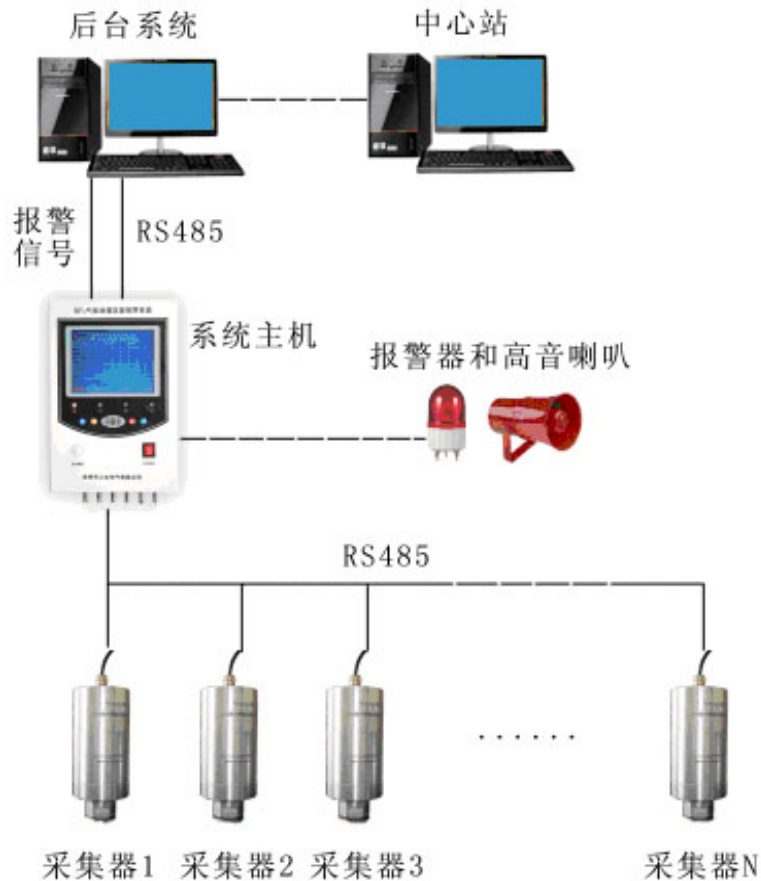 后台系统
中心站
报警
信号
RS485
系统主机
报警器和高音喇叭
RS485
······
采集器1
采集器2
采集器3
采集器N